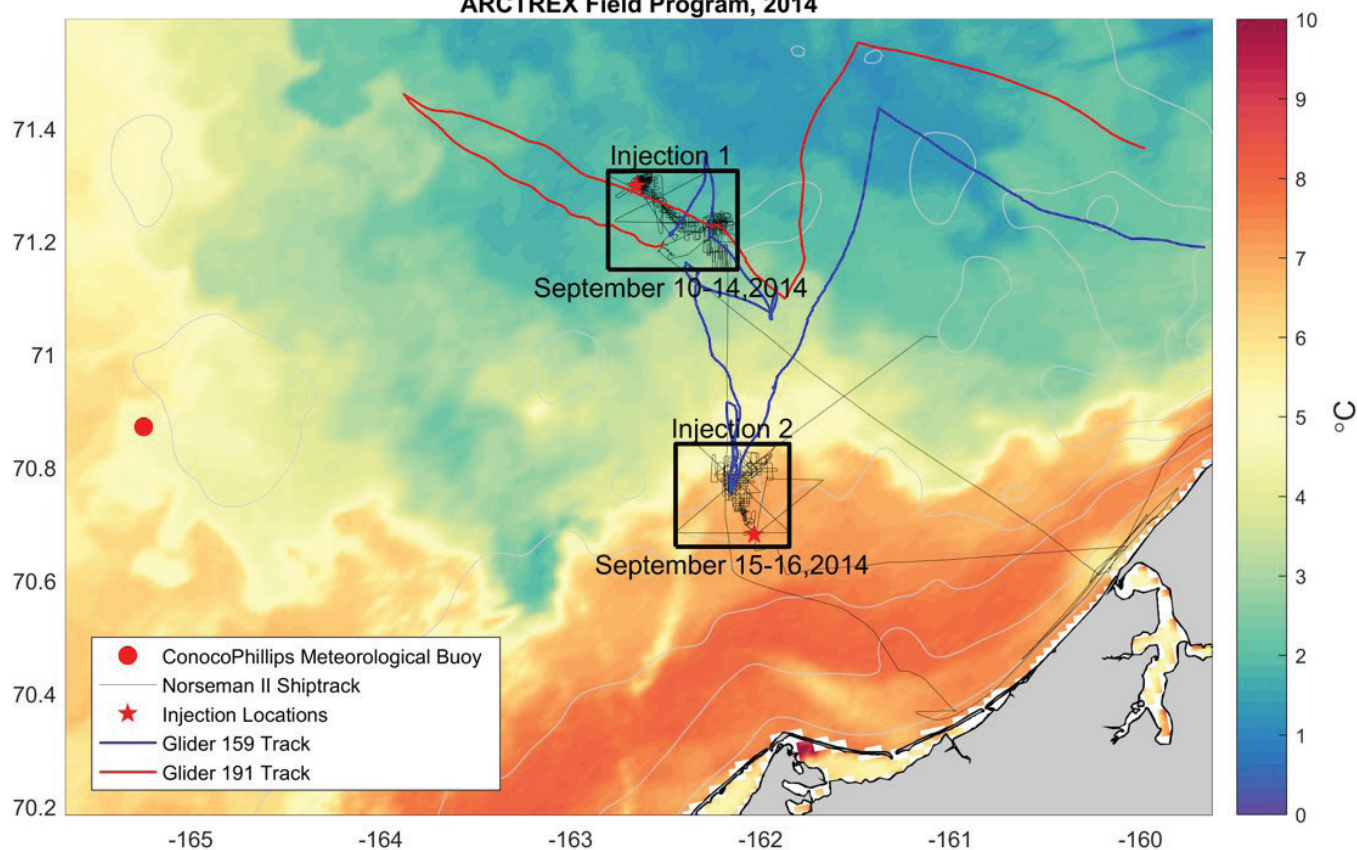 ARCTREX Field Program, 2014
10
9
8
7
6
5
4
3
2
1
0
°C
71.4
71.2
71
70.8
70.6
70.4
70.2
Injection 1
September 10-14,2014
Injection 2
September 15-16,2014
ConocoPhillips Meteorological Buoy
Norseman II Shiptrack
Injection Locations
Glider 159 Track
Glider 191 Track
-165
-164
-163
-162
-161
-160